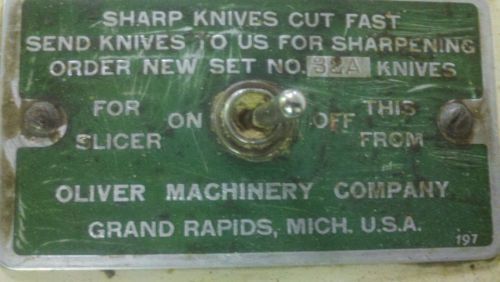 SHARP KNIVES CUT FAST
SEND KNIVES TO US FOR SHARPENING
ORDER NEW SET NO. 32A KNIVES
FOR ON OFF THIS
SLICER FROM
OLIVER MACHINERY COMPANY
GRAND RAPIDS, MICH. U.S.A.
197